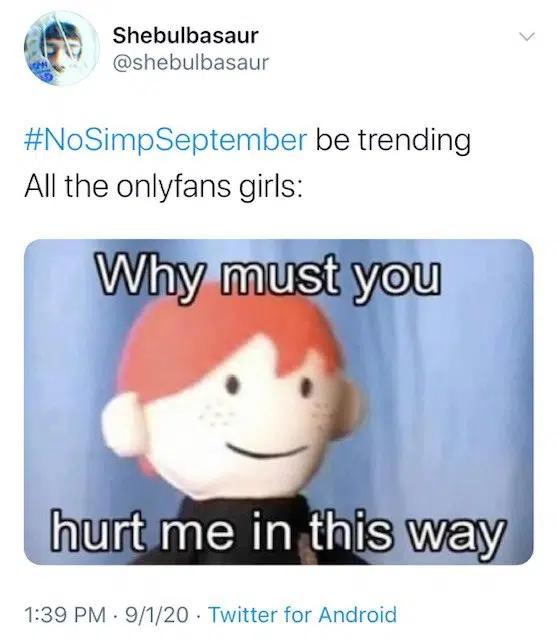 Shebulbasaur
@shebulbasaur
#NoSimpSeptember be trending
All the onlyfans girls:
Why must you
hurt me in this way
1:39 PM · 9/1/20 · Twitter for Android